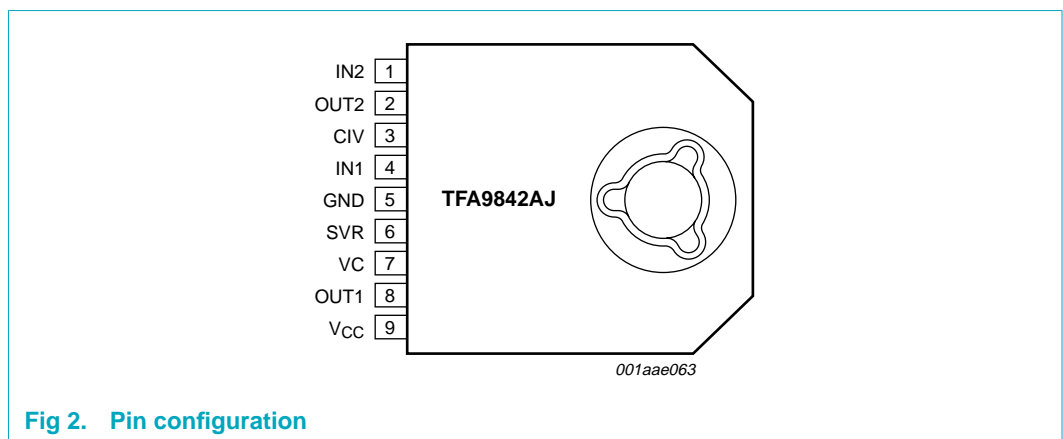 IN2 1
OUT2 2
CIV 3
IN1 4
GND 5
SVR 6
VC 7
OUT1 8
VCC 9
TFA9842AJ
001aae063
Fig 2. Pin configuration